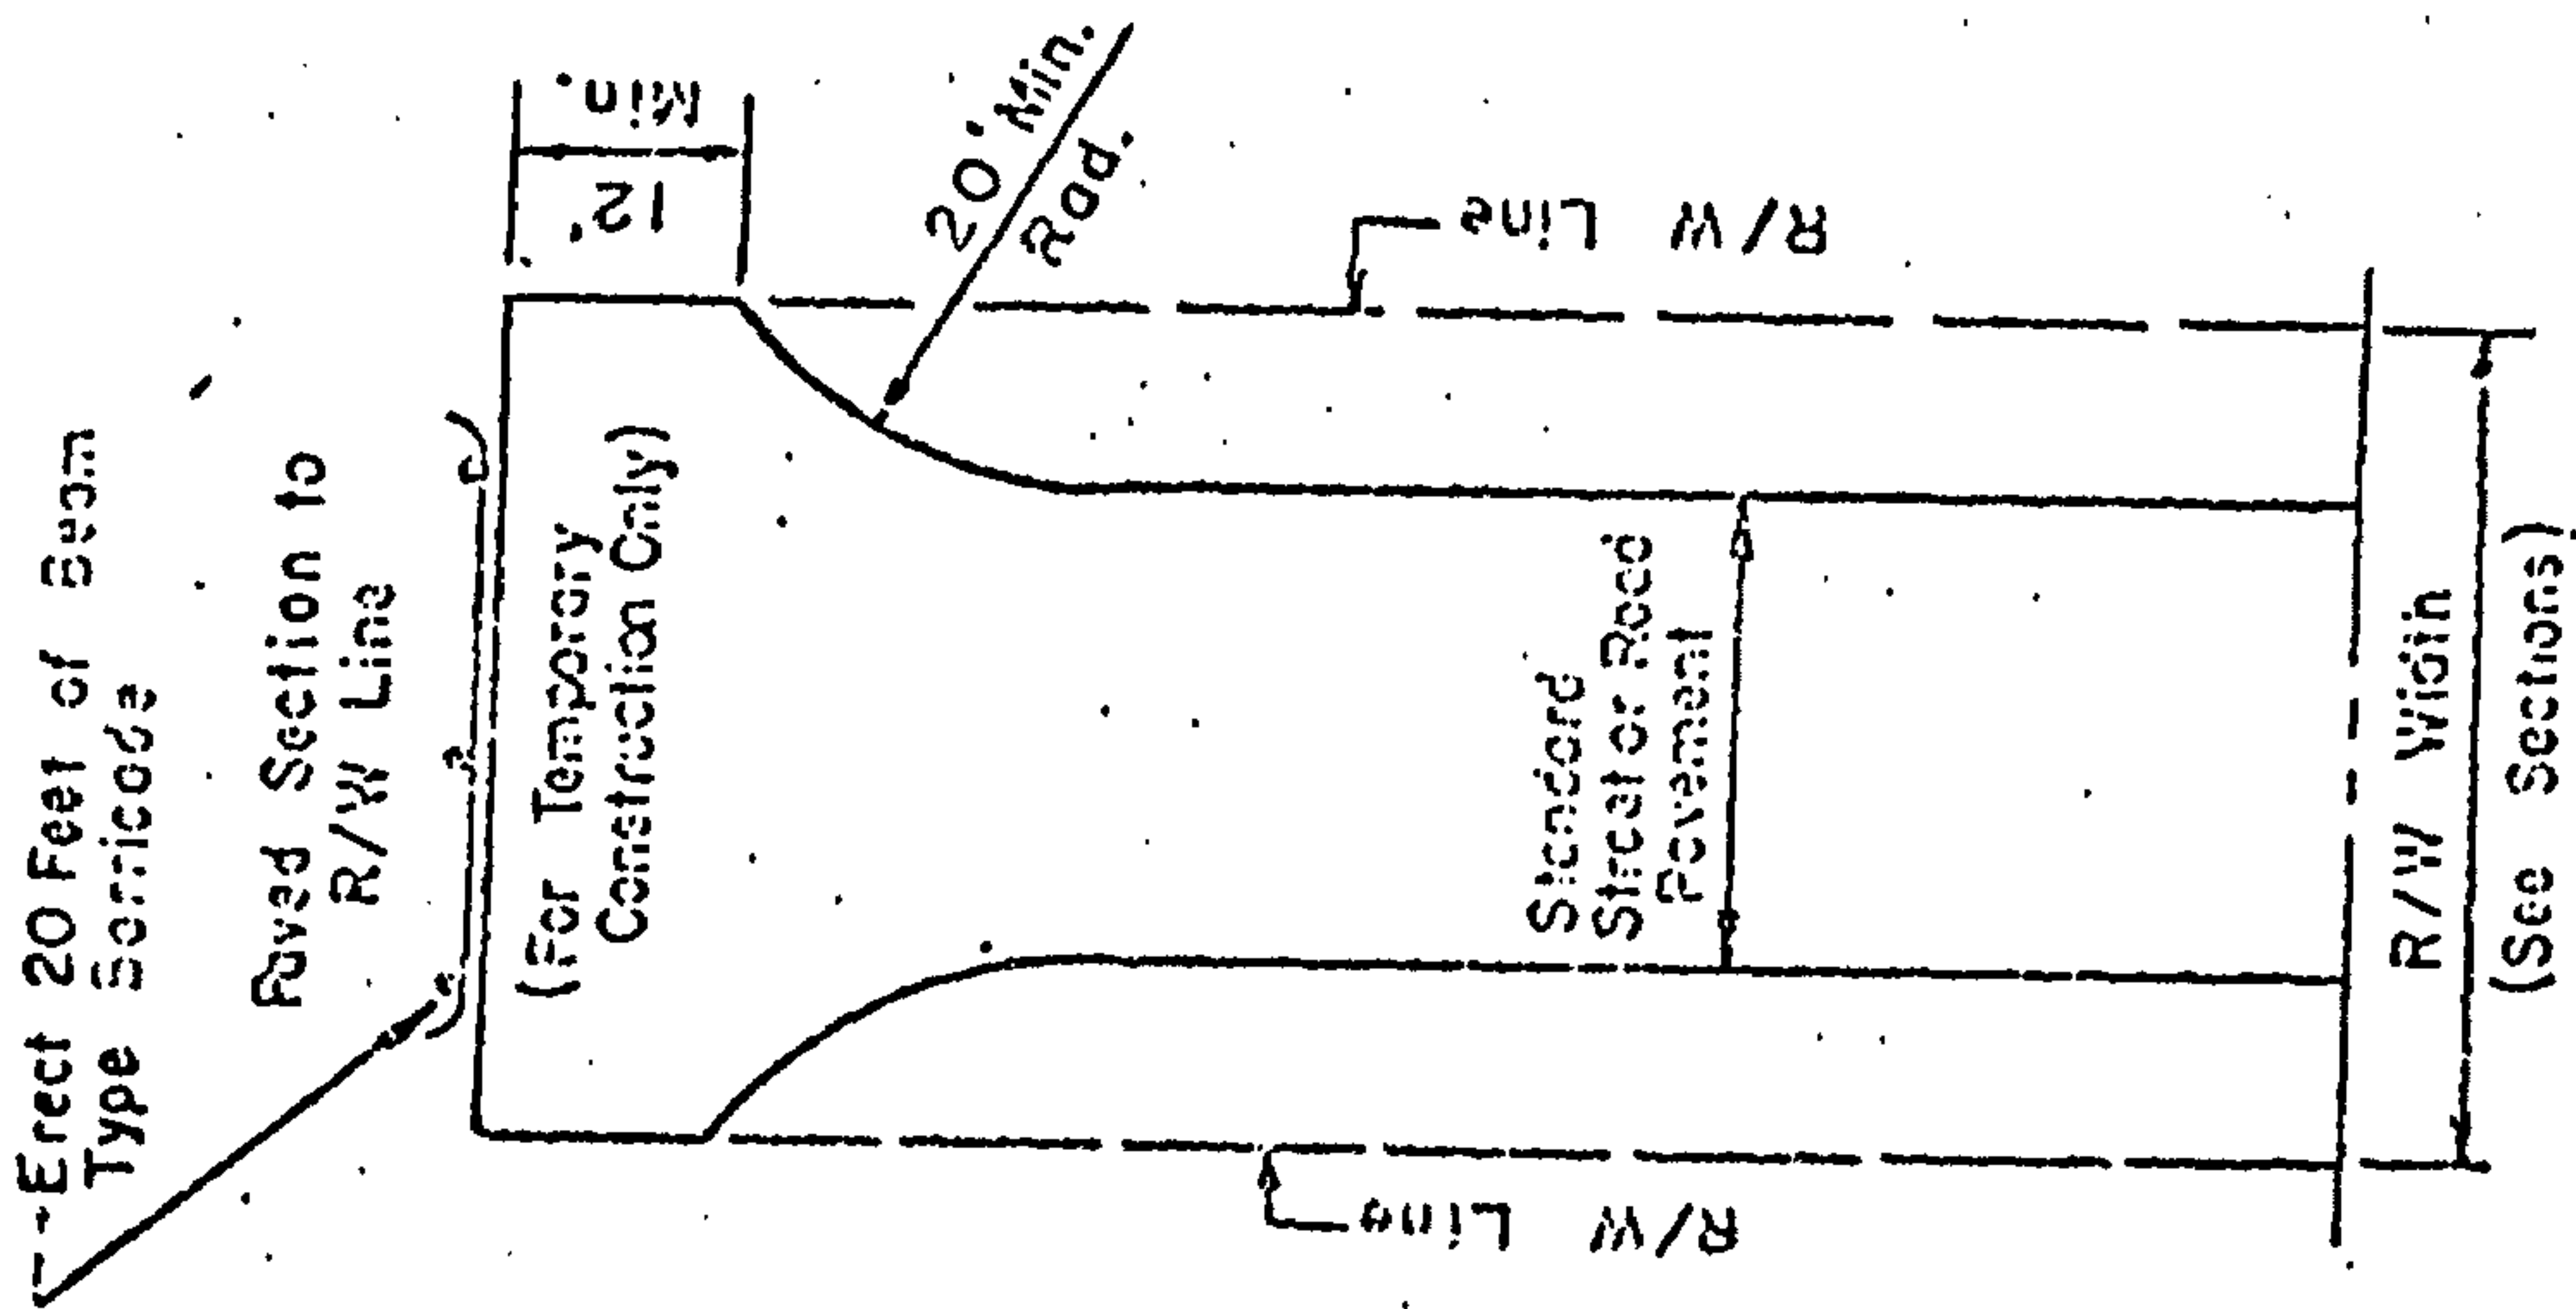 Erect 20 Feet of Beam
Type Barricade
Paved Section to
R/W Line
(For Temporary
Construction Only)
12'
Min.
20' Min.
Rad.
R/W Line
Standard
Street or Road
Pavement
R/W Line
R/W Width
(See Sections)